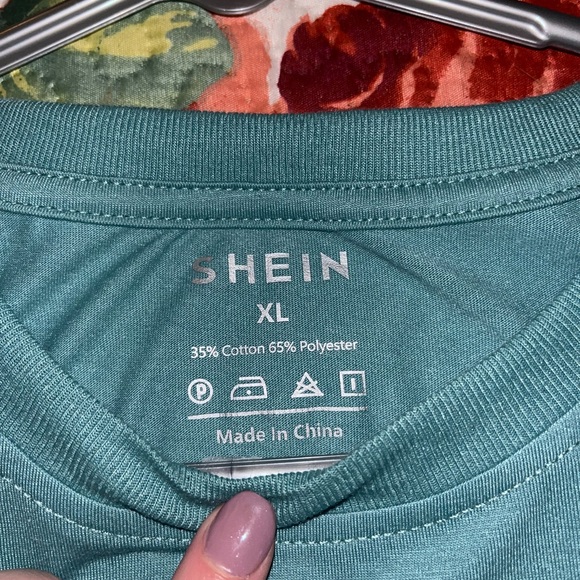 SHEIN
XL
35% Cotton 65% Polyester
P
Made In China